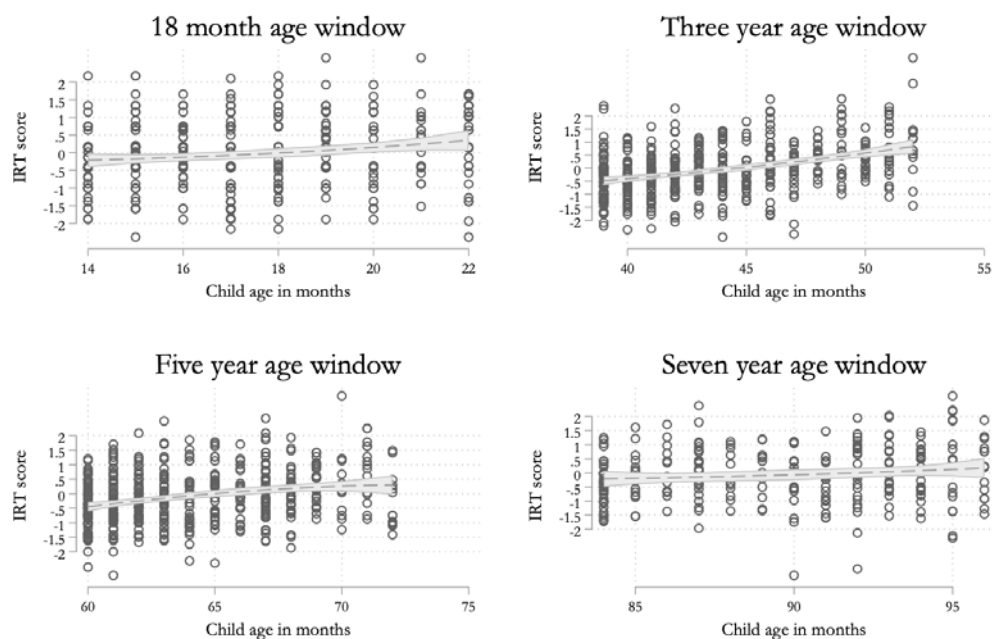 18 month age window
IRT score
2
1.5
1
.5
0
-0.5
-1
-1.5
-2
14 16 18 20 22
Child age in months
Three year age window
IRT score
2
1.5
1
.5
0
-0.5
-1
-1.5
-2
40 45 50 55
Child age in months
Five year age window
IRT score
2
1.5
1
.5
0
-0.5
-1
-1.5
-2
60 65 70 75
Child age in months
Seven year age window
IRT score
2
1.5
1
.5
0
-0.5
-1
-1.5
-2
85 90 95
Child age in months